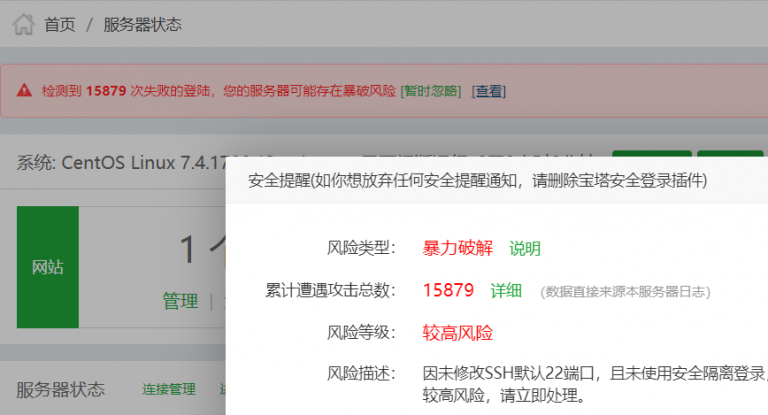 首页 / 服务器状态
检测到 15879 次失败的登陆，您的服务器可能存在暴破风险 [暂时忽略] [查看]
系统: CentOS Linux 7.4.17
安全提醒(如你想放弃任何安全提醒通知，请删除宝塔安全登录插件)
网站
1 个
管理 |
风险类型： 暴力破解 说明
累计遭遇攻击总数： 15879 详细 (数据直接来源本服务器日志)
风险等级： 较高风险
风险描述： 因未修改SSH默认22端口，且未使用安全隔离登录，
较高风险，请立即处理。
服务器状态 连接管理